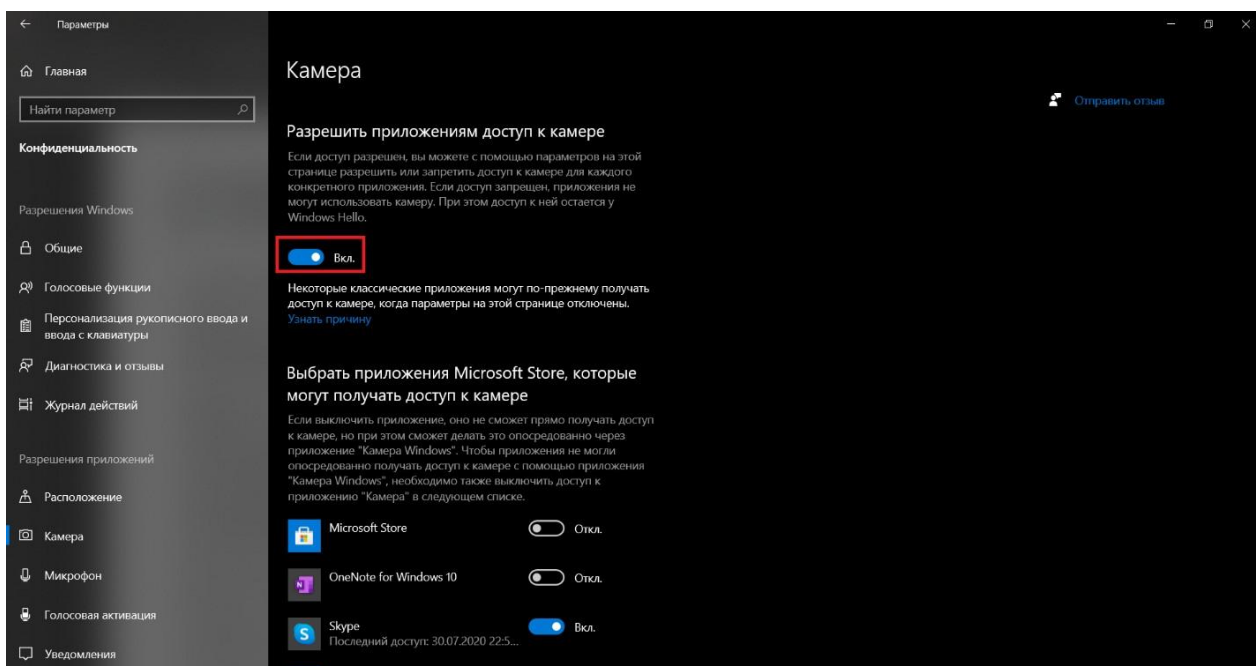 Параметры
Главная
Найти параметр
Конфиденциальность
Разрешения Windows
Общие
Голосовые функции
Персонализация рукописного ввода и
ввода с клавиатуры
Диагностика и отзывы
Журнал действий
Разрешения приложений
Расположение
Камера
Микрофон
Голосовая активация
Уведомления
Камера
Отправить отзыв
Разрешить приложениям доступ к камере
Если доступ разрешен, вы можете с помощью параметров на этой
странице разрешить или запретить доступ к камере для каждого
конкретного приложения. Если доступ запрещен, приложения не
могут использовать камеру. При этом доступ к ней остается у
Windows Hello.
Вкл.
Некоторые классические приложения могут по-прежнему получать
доступ к камере, когда параметры на этой странице отключены.
Узнать причину
Выбрать приложения Microsoft Store, которые
могут получать доступ к камере
Если выключить приложение, оно не сможет прямо получать доступ
к камере, но при этом сможет делать это опосредованно через
приложение "Камера Windows". Чтобы приложения не могли
опосредованно получать доступ к камере с помощью приложения
"Камера Windows", необходимо также выключить доступ к
приложению "Камера" в следующем списке.
Microsoft Store
Откл.
OneNote for Windows 10
Откл.
Skype
Вкл.
Последний доступ: 30.07.2020 22:5...